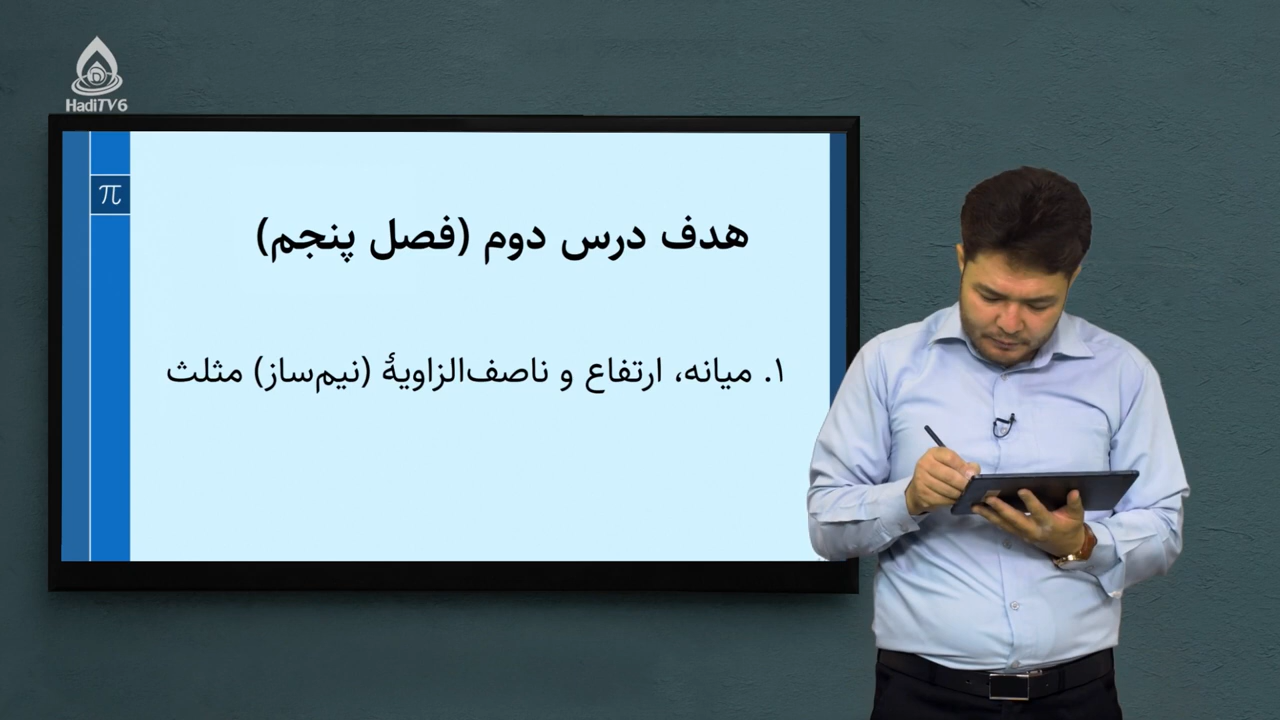 HadiTV6
π
هدف درس دوم (فصل پنجم)
۱. میانه، ارتفاع و ناصف‌الزاویهٔ (نیم‌ساز) مثلث